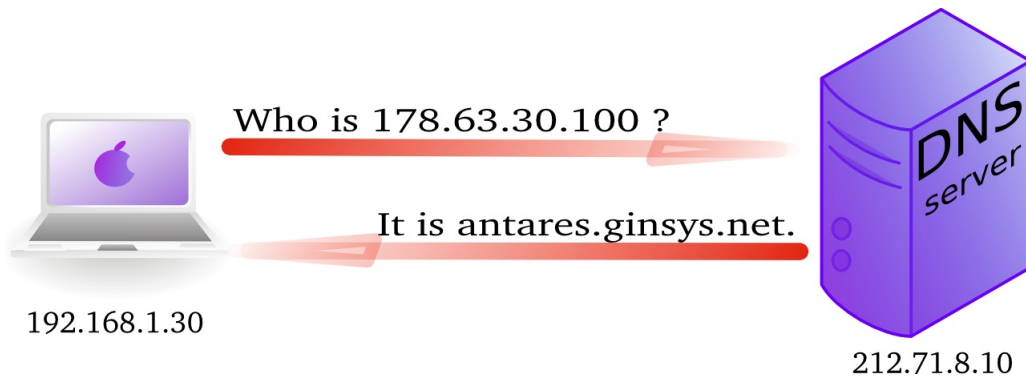 Who is 178.63.30.100 ?
It is antares.ginsys.net.
192.168.1.30
DNS
server
212.71.8.10